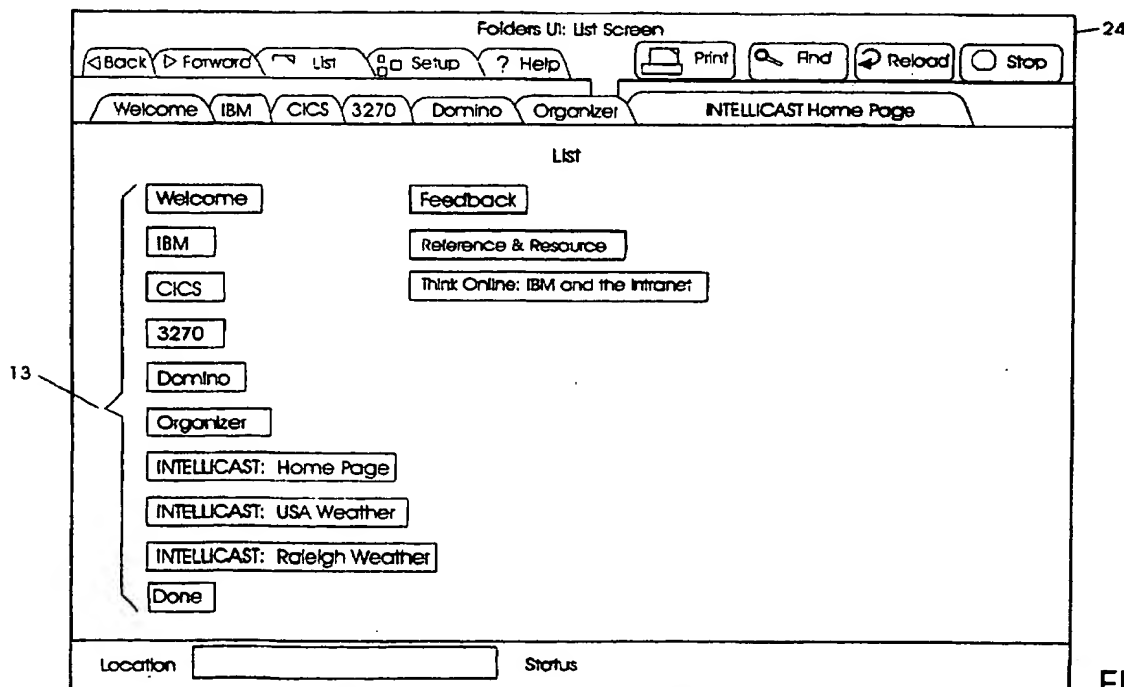 Folders UI: List Screen
24
Back Forward List Setup ? Help Print Find Reload Stop
Welcome IBM CICS 3270 Domino Organizer INTELLICAST Home Page
List
Welcome Feedback
IBM Reference & Resource
CICS Think Online: IBM and the Intranet
3270
13
Domino
Organizer
INTELLICAST: Home Page
INTELLICAST: USA Weather
INTELLICAST: Raleigh Weather
Done
Location Status